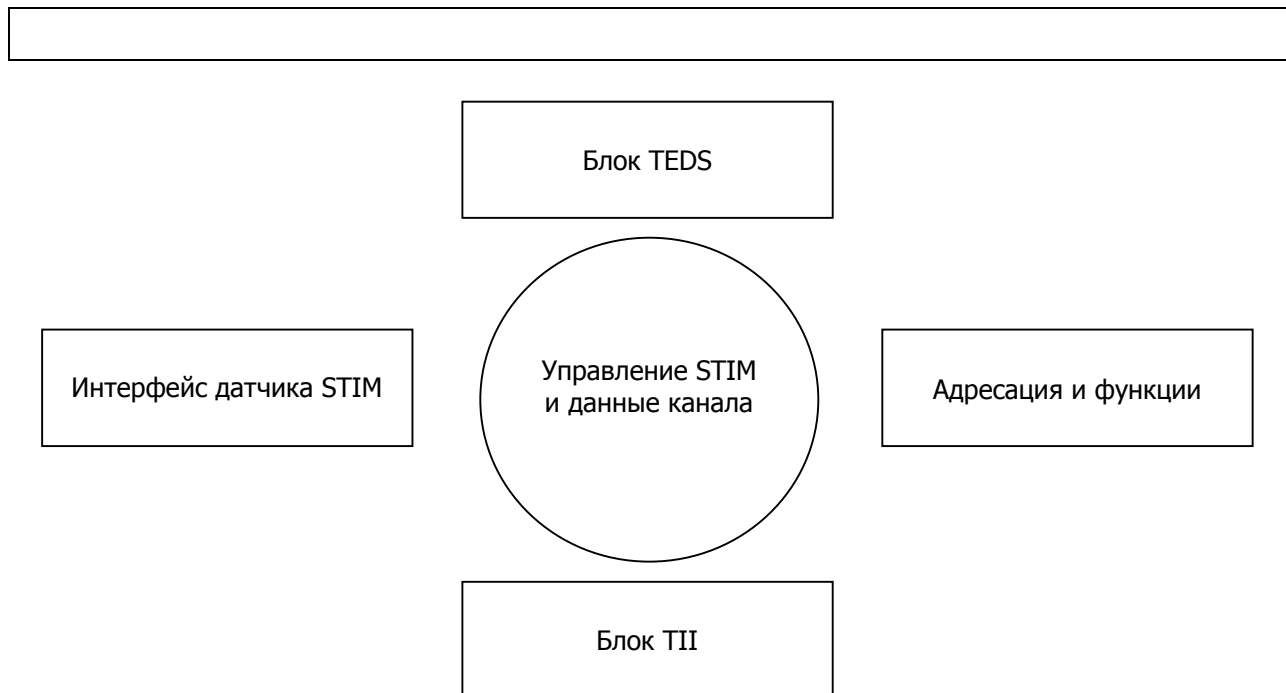 Блок TEDS
Интерфейс датчика STIM
Управление STIM
и данные канала
Адресация и функции
Блок TII